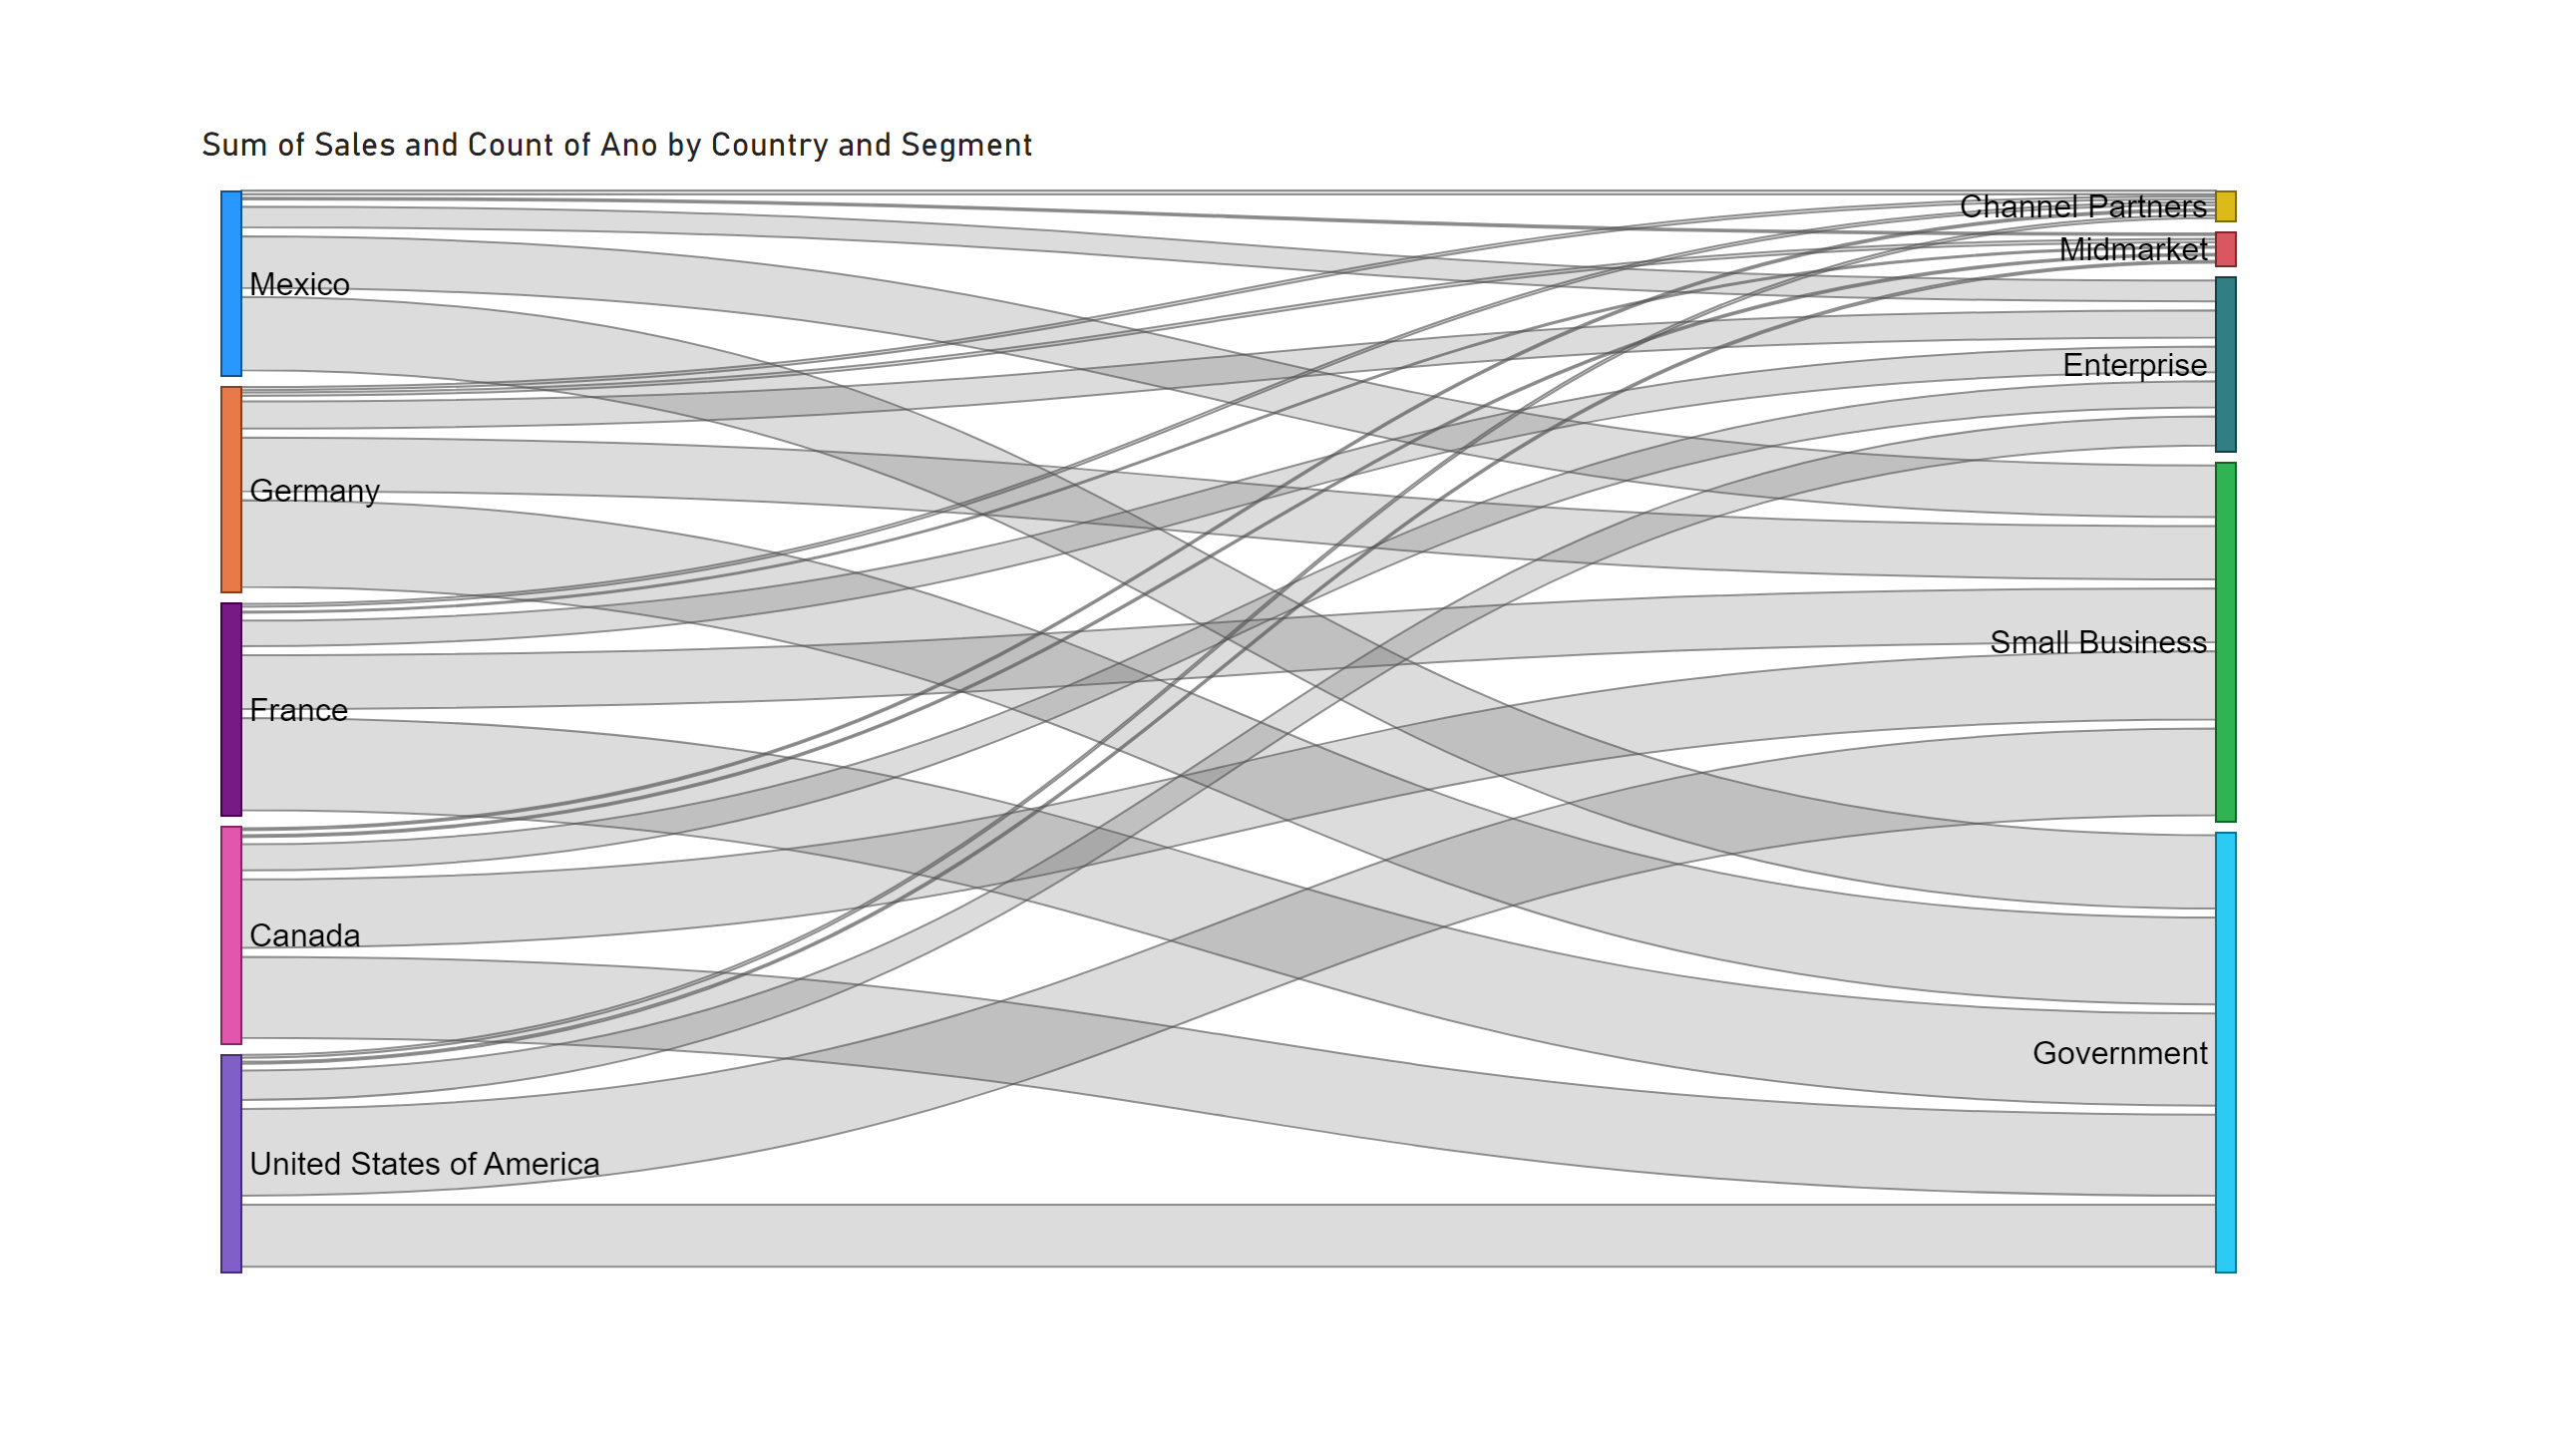 Sum of Sales and Count of Ano by Country and Segment
Channel Partners
Midmarket
Mexico
Enterprise
Germany
Small Business
France
Canada
Government
United States of America